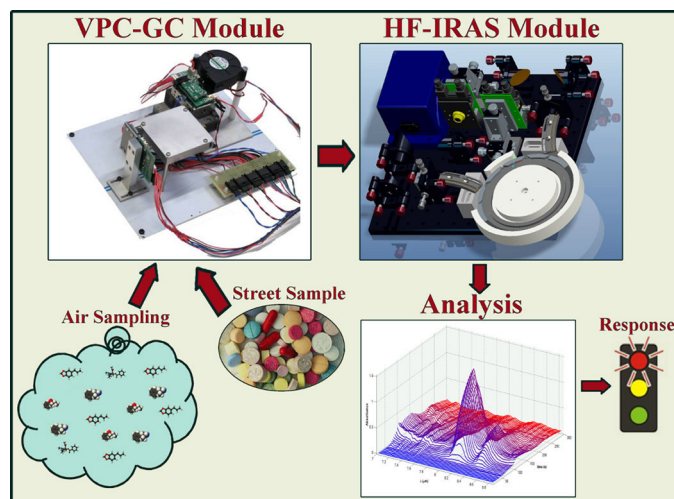 VPC-GC Module
HF-IRAS Module
Street Sample
Air Sampling
Analysis
Response